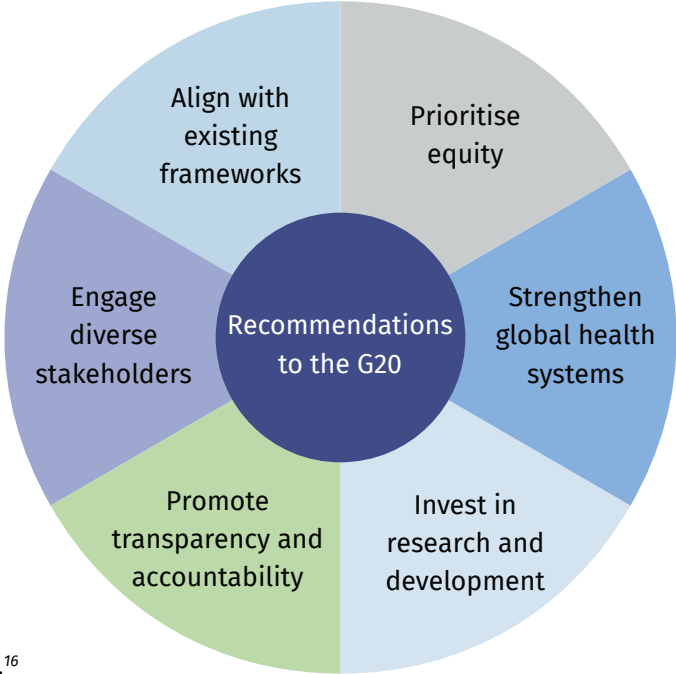 Align with
existing
frameworks
Prioritise
equity
Engage
diverse
stakeholders
Recommendations
to the G20
Strengthen
global health
systems
Promote
transparency and
accountability
Invest in
research and
development
.16